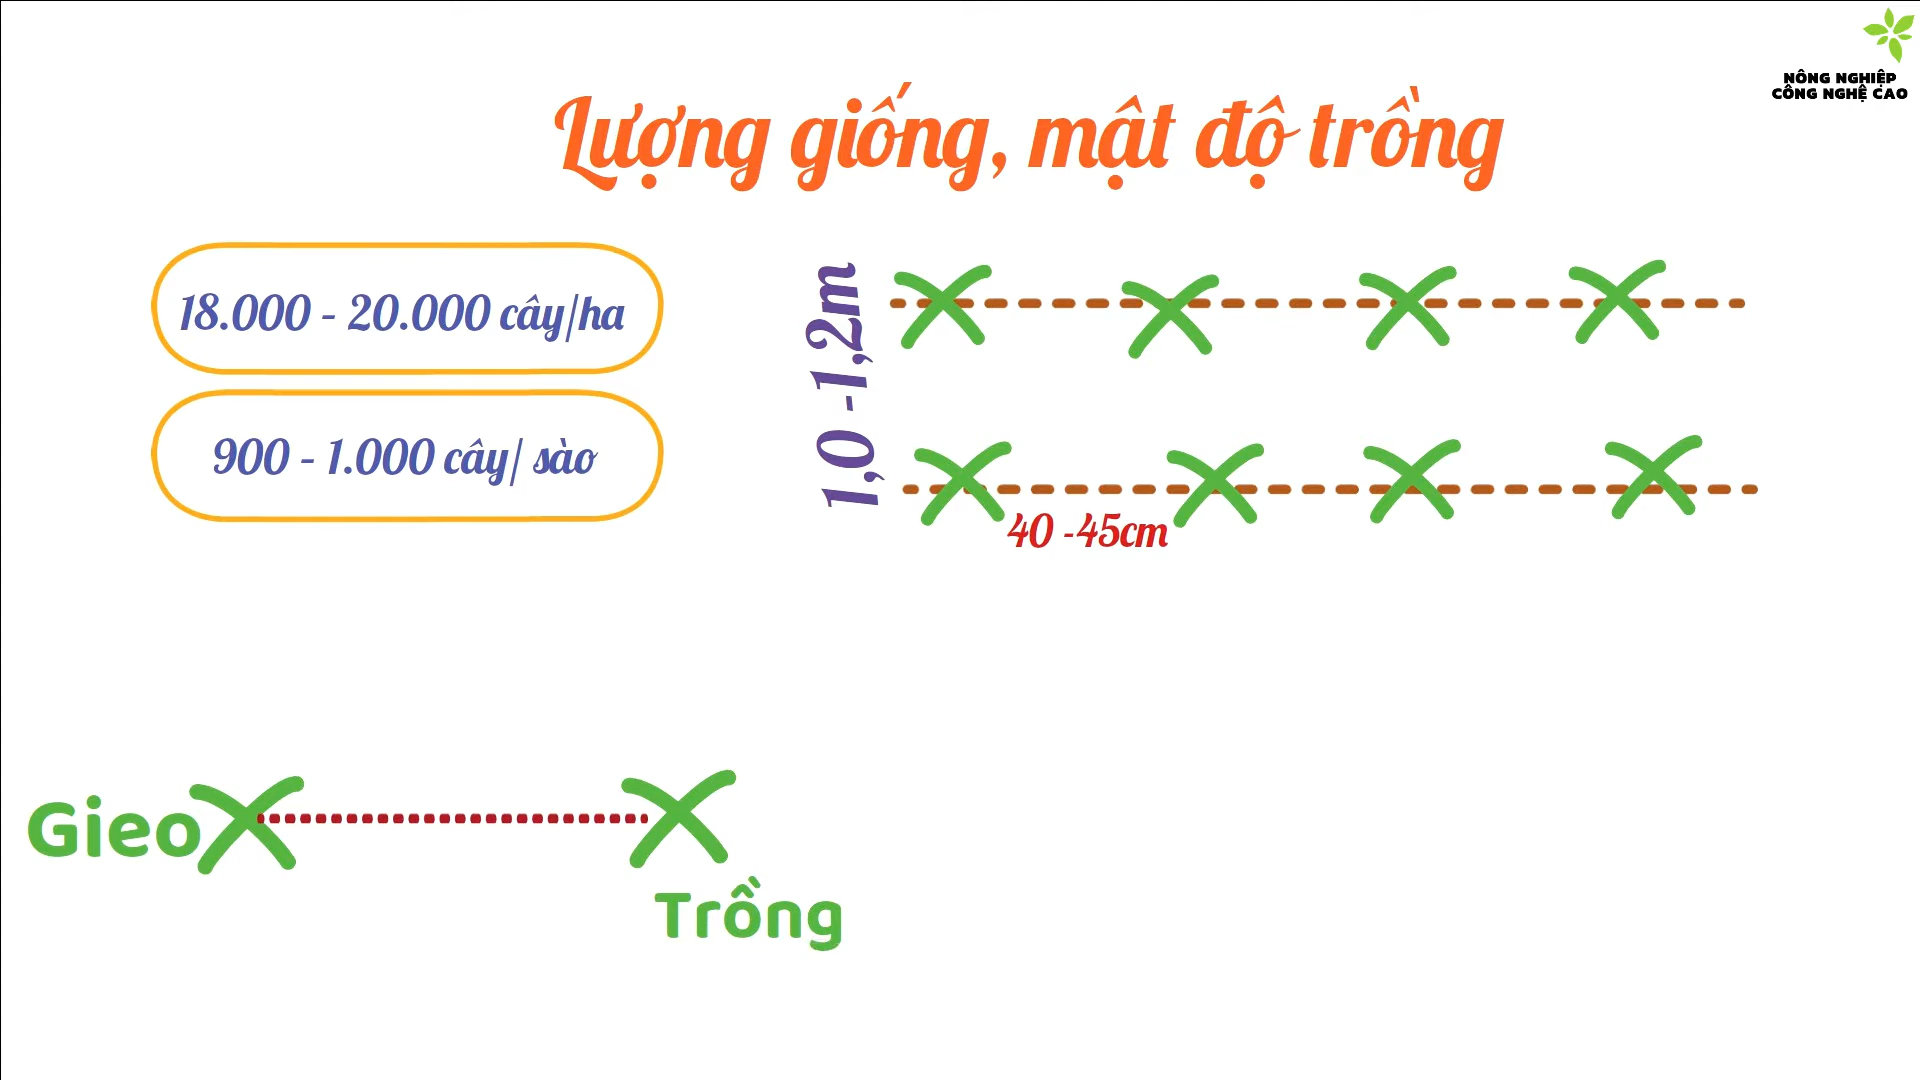 NÔNG NGHIỆP
CÔNG NGHỆ CAO
Lượng giống, mật độ trồng
18.000 - 20.000 cây/ha
900 - 1.000 cây/ sào
1,0 -1,2m
40 -45cm
Gieo
Trồng